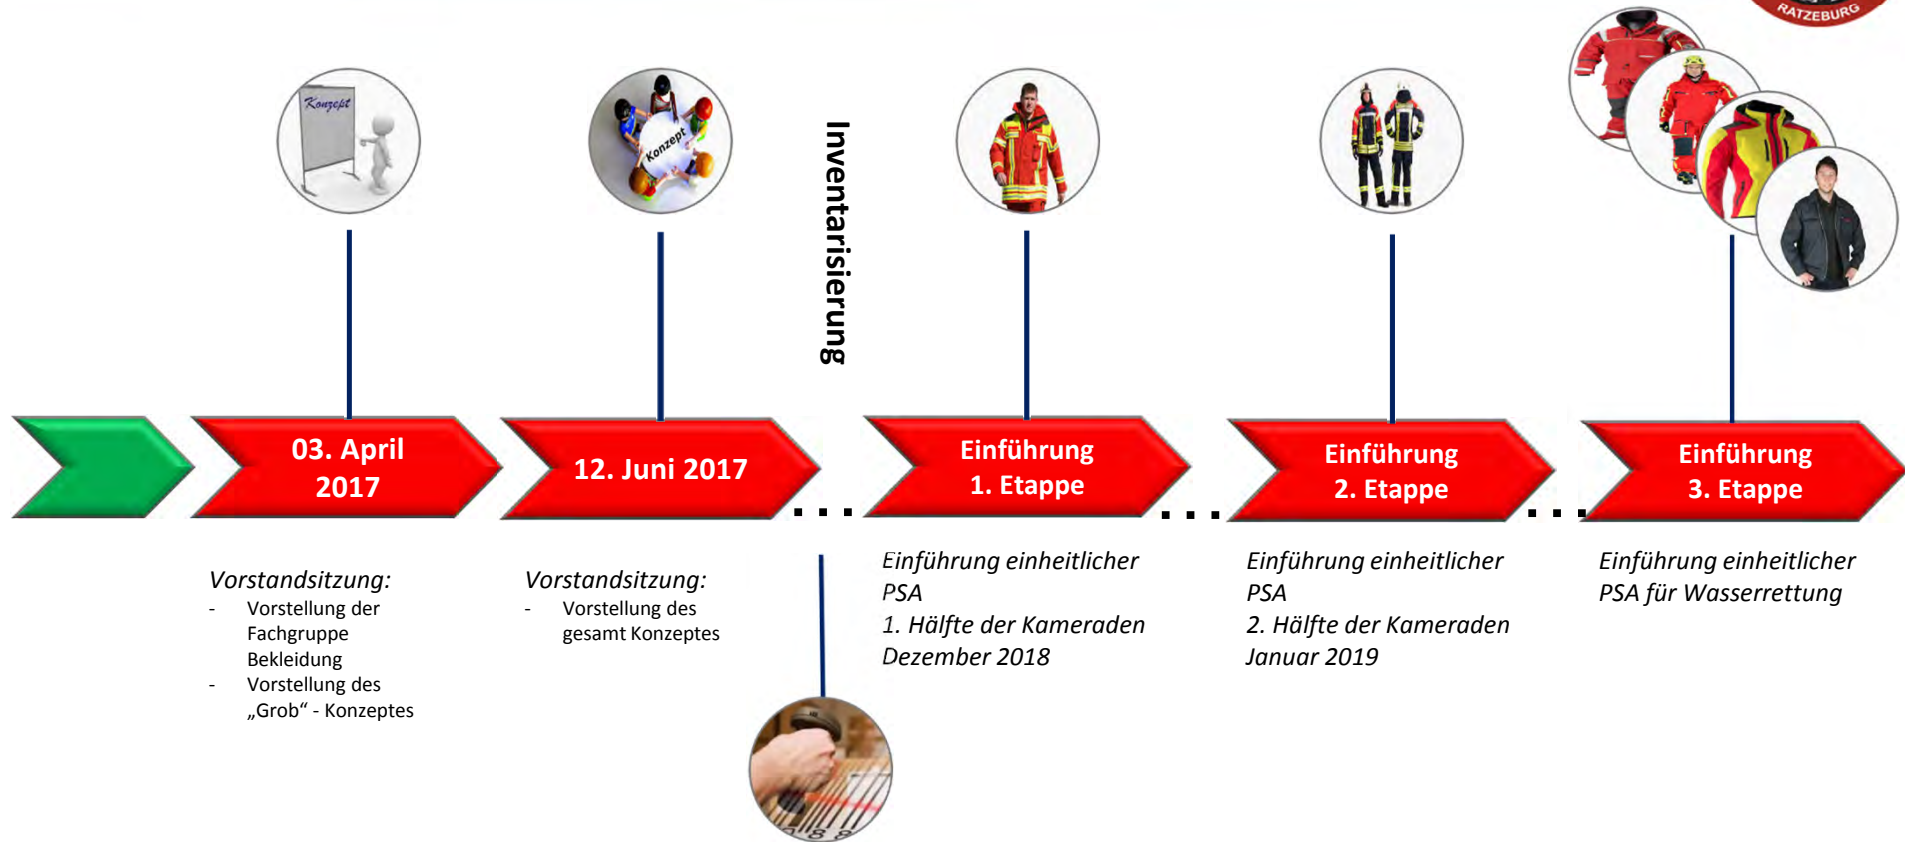 RATZEBURG
Konzept
Konzept
Inventarisierung
03. April
2017
12. Juni 2017
...
Einführung
1. Etappe
...
Einführung
2. Etappe
...
Einführung
3. Etappe
Vorstandsitzung:
- Vorstellung der
Fachgruppe
Bekleidung
- Vorstellung des
„Grob“ - Konzeptes
Vorstandsitzung:
- Vorstellung des
gesamt Konzeptes
Einführung einheitlicher
PSA
1. Hälfte der Kameraden
Dezember 2018
Einführung einheitlicher
PSA
2. Hälfte der Kameraden
Januar 2019
Einführung einheitlicher
PSA für Wasserrettung